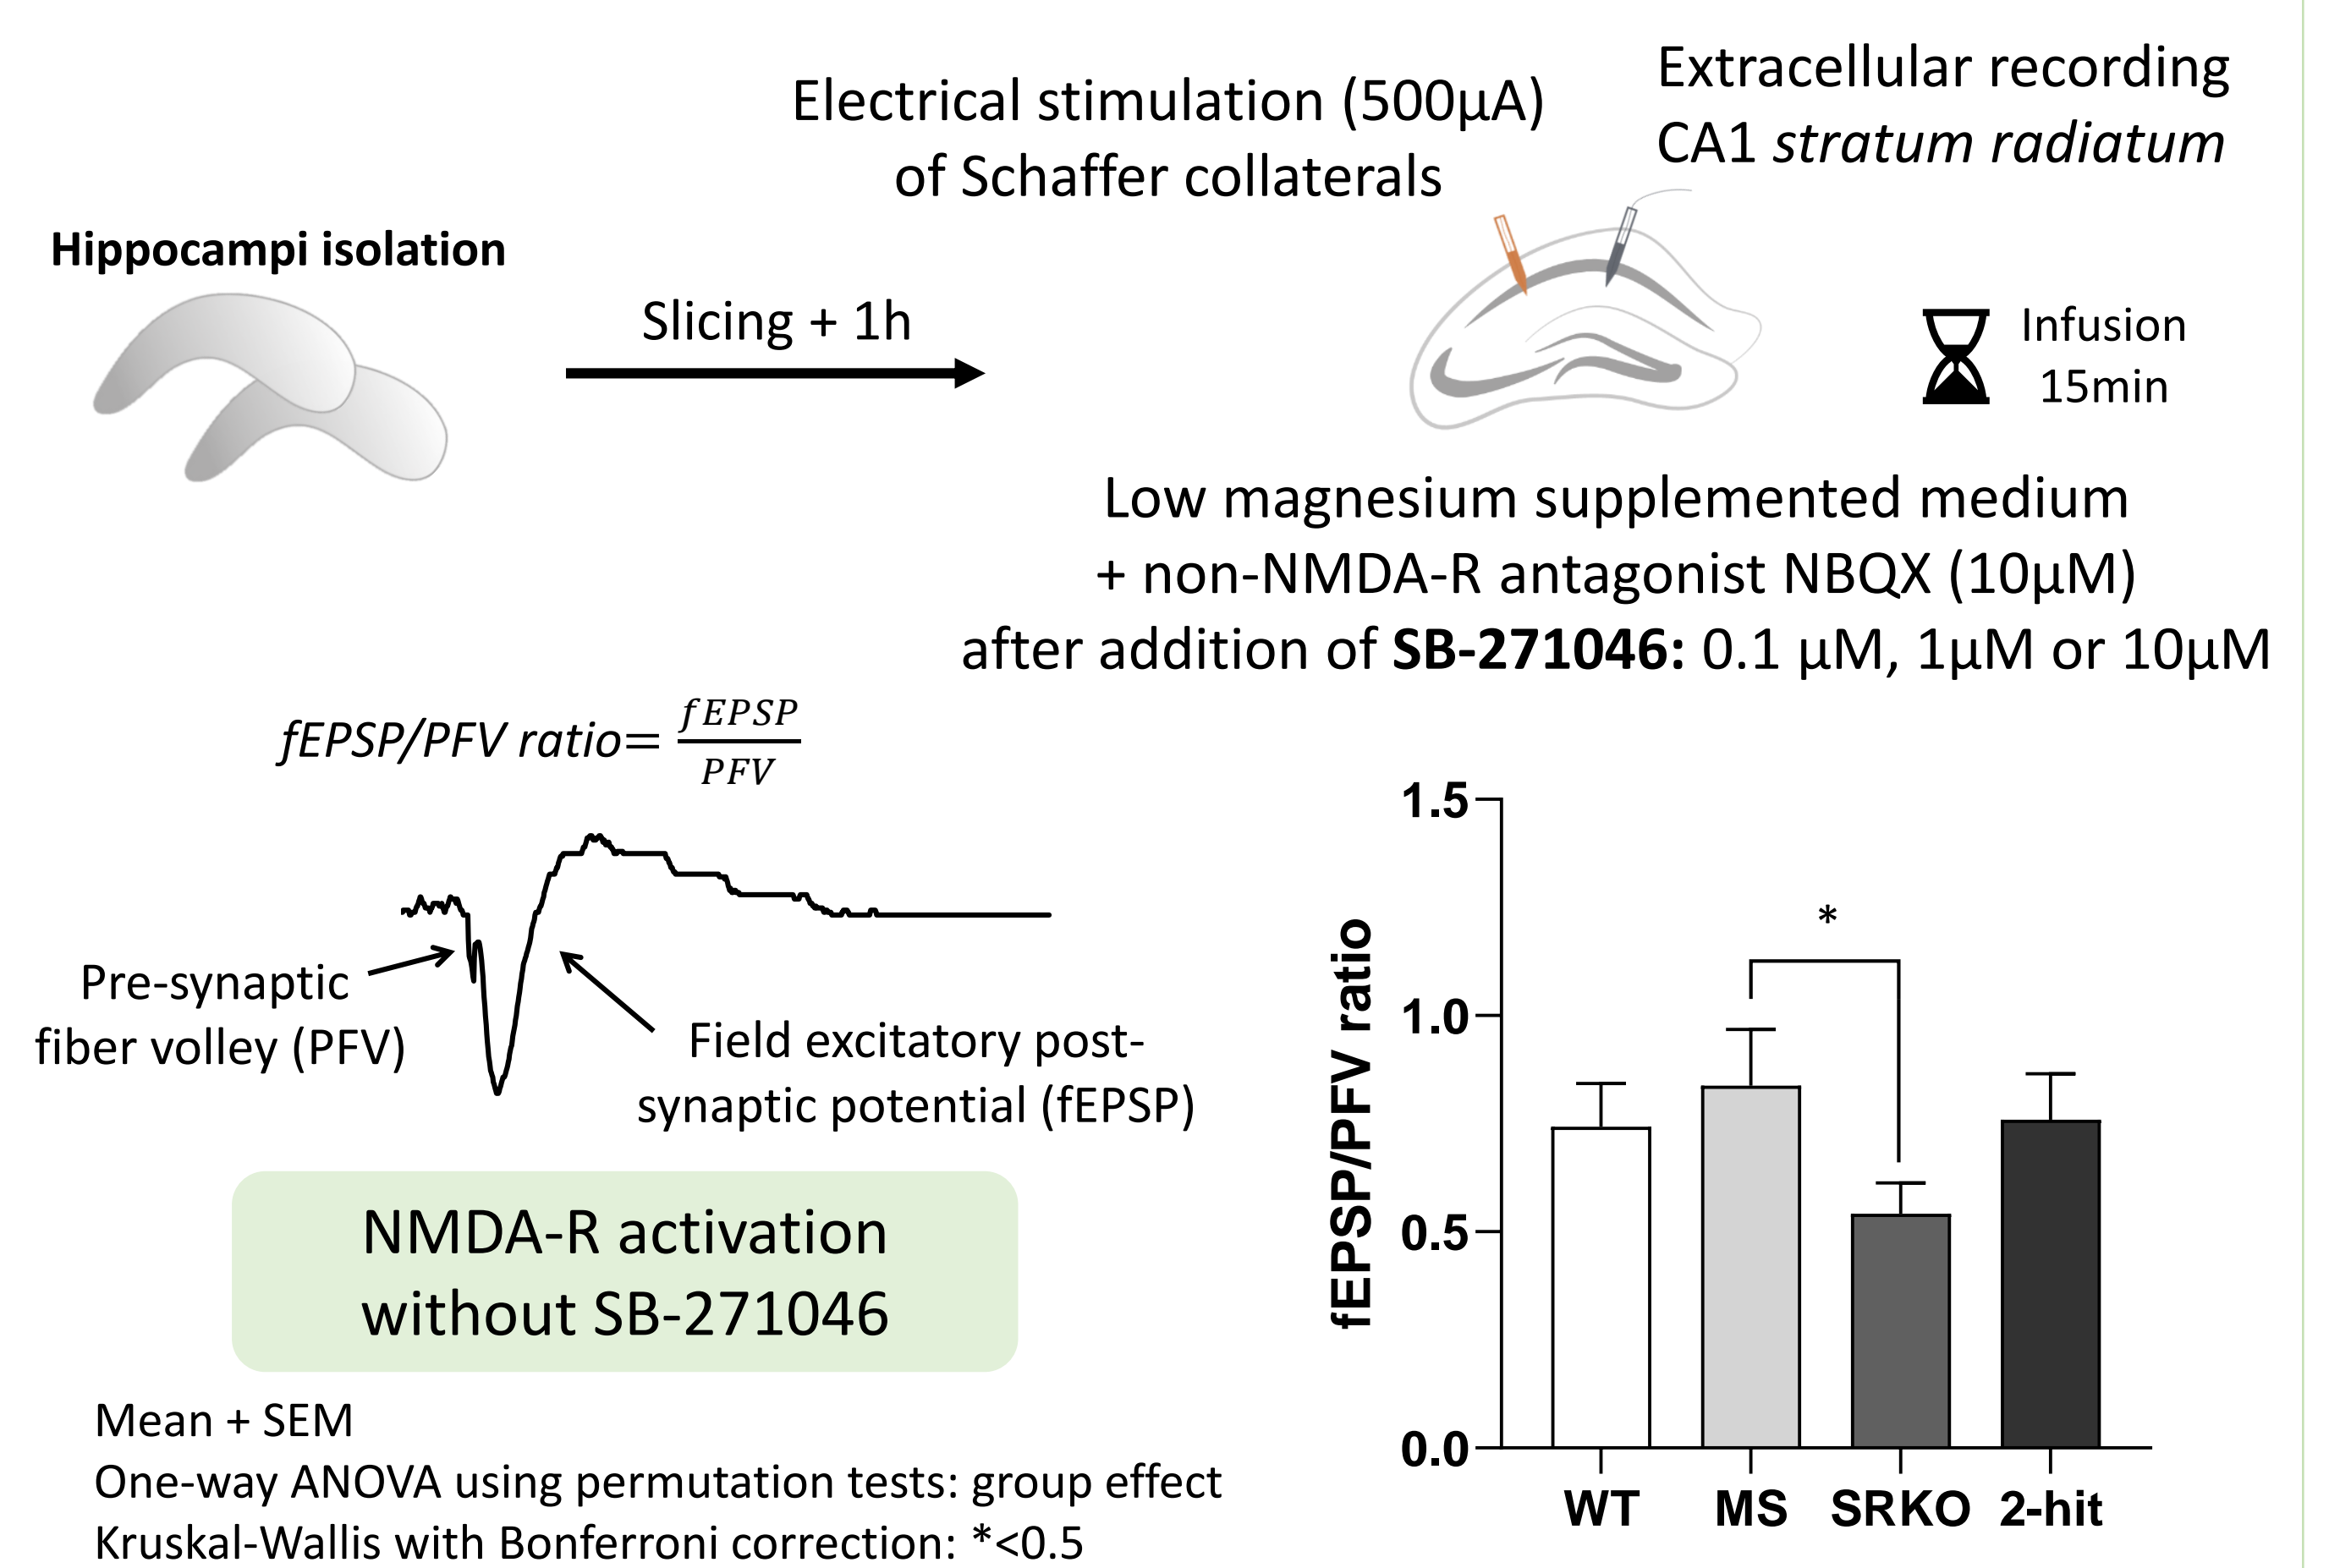 Electrical stimulation (500µA)
of Schaffer collaterals
Extracellular recording
CA1 stratum radiatum
Hippocampi isolation
Slicing + 1h
Infusion
15min
Low magnesium supplemented medium
+ non-NMDA-R antagonist NBQX (10µM)
after addition of SB-271046: 0.1 µM, 1µM or 10µM
fEPSP/PFV ratio= fEPSP
PFV
Pre-synaptic
fiber volley (PFV)
Field excitatory post-
synaptic potential (fEPSP)
NMDA-R activation
without SB-271046
Mean + SEM
One-way ANOVA using permutation tests: group effect
Kruskal-Wallis with Bonferroni correction: *<0.5
fEPSP/PFV ratio
1.5
1.0
0.5
0.0
*
WT MS SRKO 2-hit